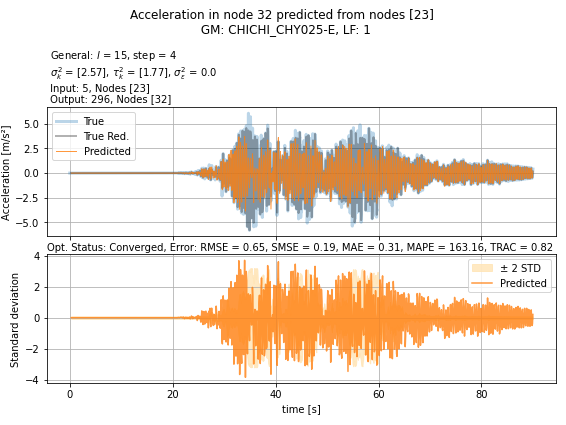 Acceleration in node 32 predicted from nodes [23]
GM: CHICHI_CHY025-E, LF: 1
General: l = 15, step = 4
σ²ₖ = [2.57], τ²ₖ = [1.77], σ²ε = 0.0
Input: 5, Nodes [23]
Output: 296, Nodes [32]
True
True Red.
Predicted
Acceleration [m/s²]
5.0
2.5
0.0
−2.5
−5.0
Opt. Status: Converged, Error: RMSE = 0.65, SMSE = 0.19, MAE = 0.31, MAPE = 163.16, TRAC = 0.82
± 2 STD
Predicted
Standard deviation
4
2
0
−2
−4
0 20 40 60 80
time [s]